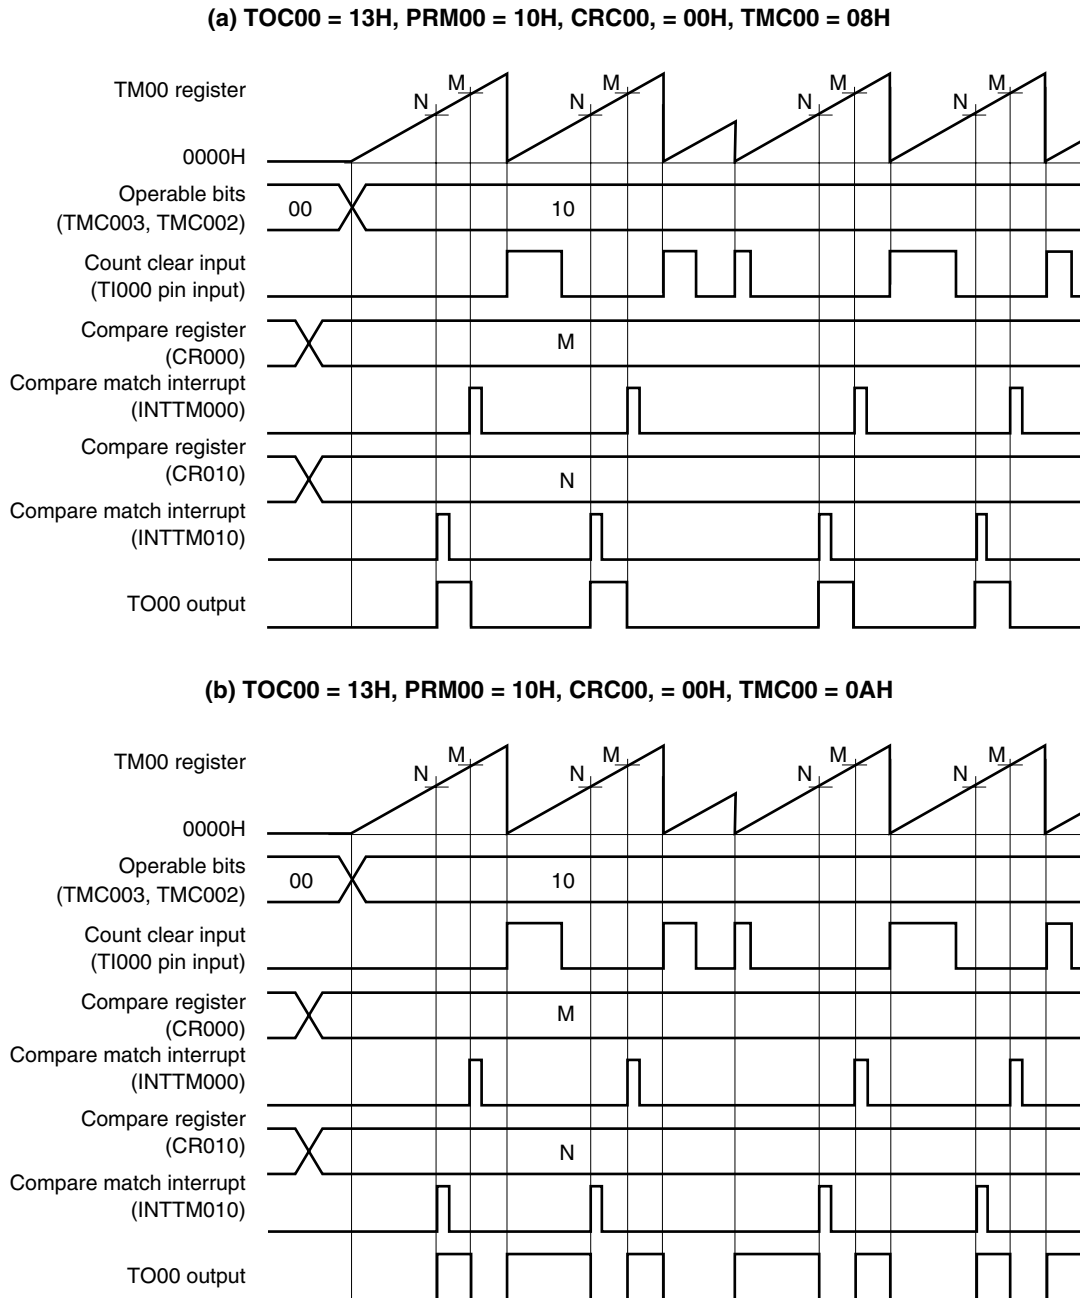 (a) TOC00 = 13H, PRM00 = 10H, CRC00, = 00H, TMC00 = 08H
TM00 register
N
M
N
M
N
M
N
M
0000H
Operable bits
(TMC003, TMC002)
00
10
Count clear input
(TI000 pin input)
Compare register
(CR000)
M
Compare match interrupt
(INTTM000)
Compare register
(CR010)
N
Compare match interrupt
(INTTM010)
TO00 output
(b) TOC00 = 13H, PRM00 = 10H, CRC00, = 00H, TMC00 = 0AH
TM00 register
N
M
N
M
N
M
N
M
0000H
Operable bits
(TMC003, TMC002)
00
10
Count clear input
(TI000 pin input)
Compare register
(CR000)
M
Compare match interrupt
(INTTM000)
Compare register
(CR010)
N
Compare match interrupt
(INTTM010)
TO00 output